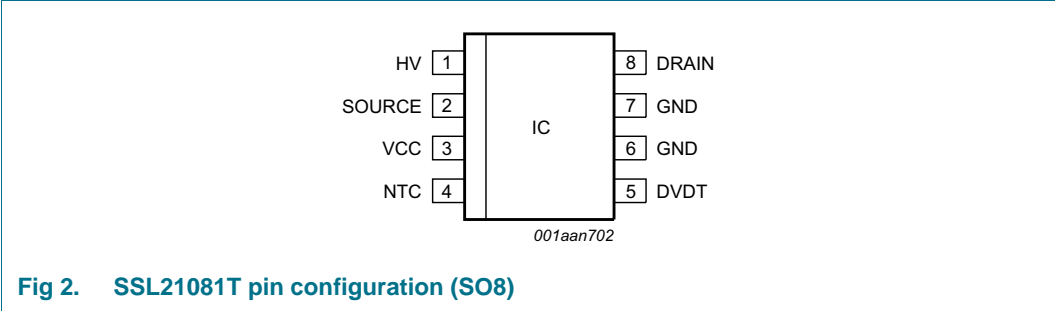 HV 1 8 DRAIN
SOURCE 2 7 GND
IC
VCC 3 6 GND
NTC 4 5 DVDT
001aan702
Fig 2. SSL21081T pin configuration (SO8)